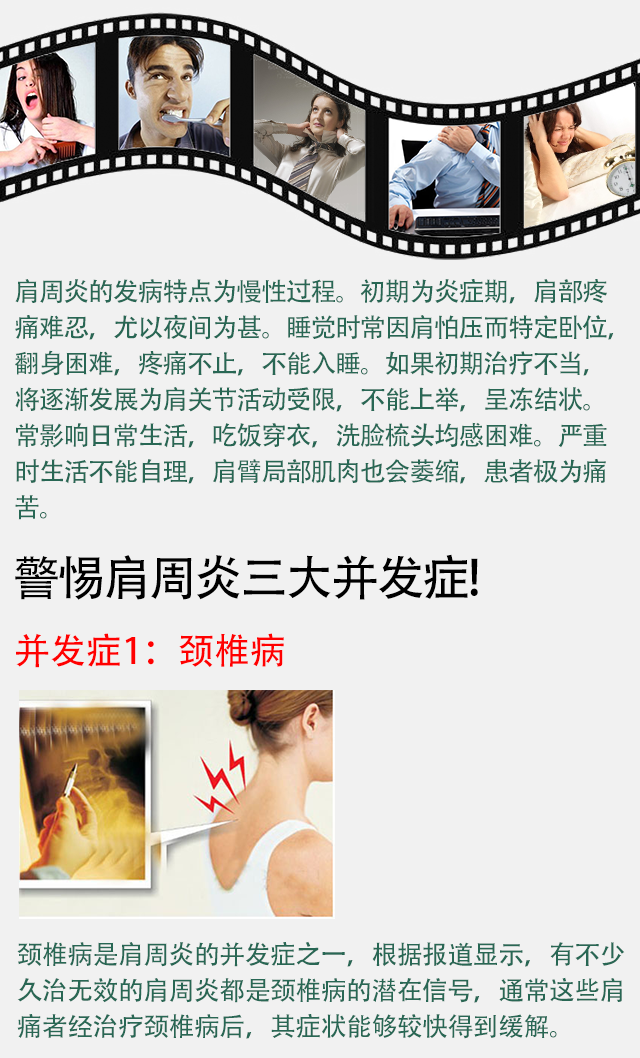 肩周炎的发病特点为慢性过程。初期为炎症期，肩部疼
痛难忍，尤以夜间为甚。睡觉时常因肩怕压而特定卧位，
翻身困难，疼痛不止，不能入睡。如果初期治疗不当，
将逐渐发展为肩关节活动受限，不能上举，呈冻结状。
常影响日常生活，吃饭穿衣，洗脸梳头均感困难。严重
时生活不能自理，肩臂局部肌肉也会萎缩，患者极为痛
苦。
警惕肩周炎三大并发症!
并发症1：颈椎病
颈椎病是肩周炎的并发症之一，根据报道显示，有不少
久治无效的肩周炎都是颈椎病的潜在信号，通常这些肩
痛者经治疗颈椎病后，其症状能够较快得到缓解。